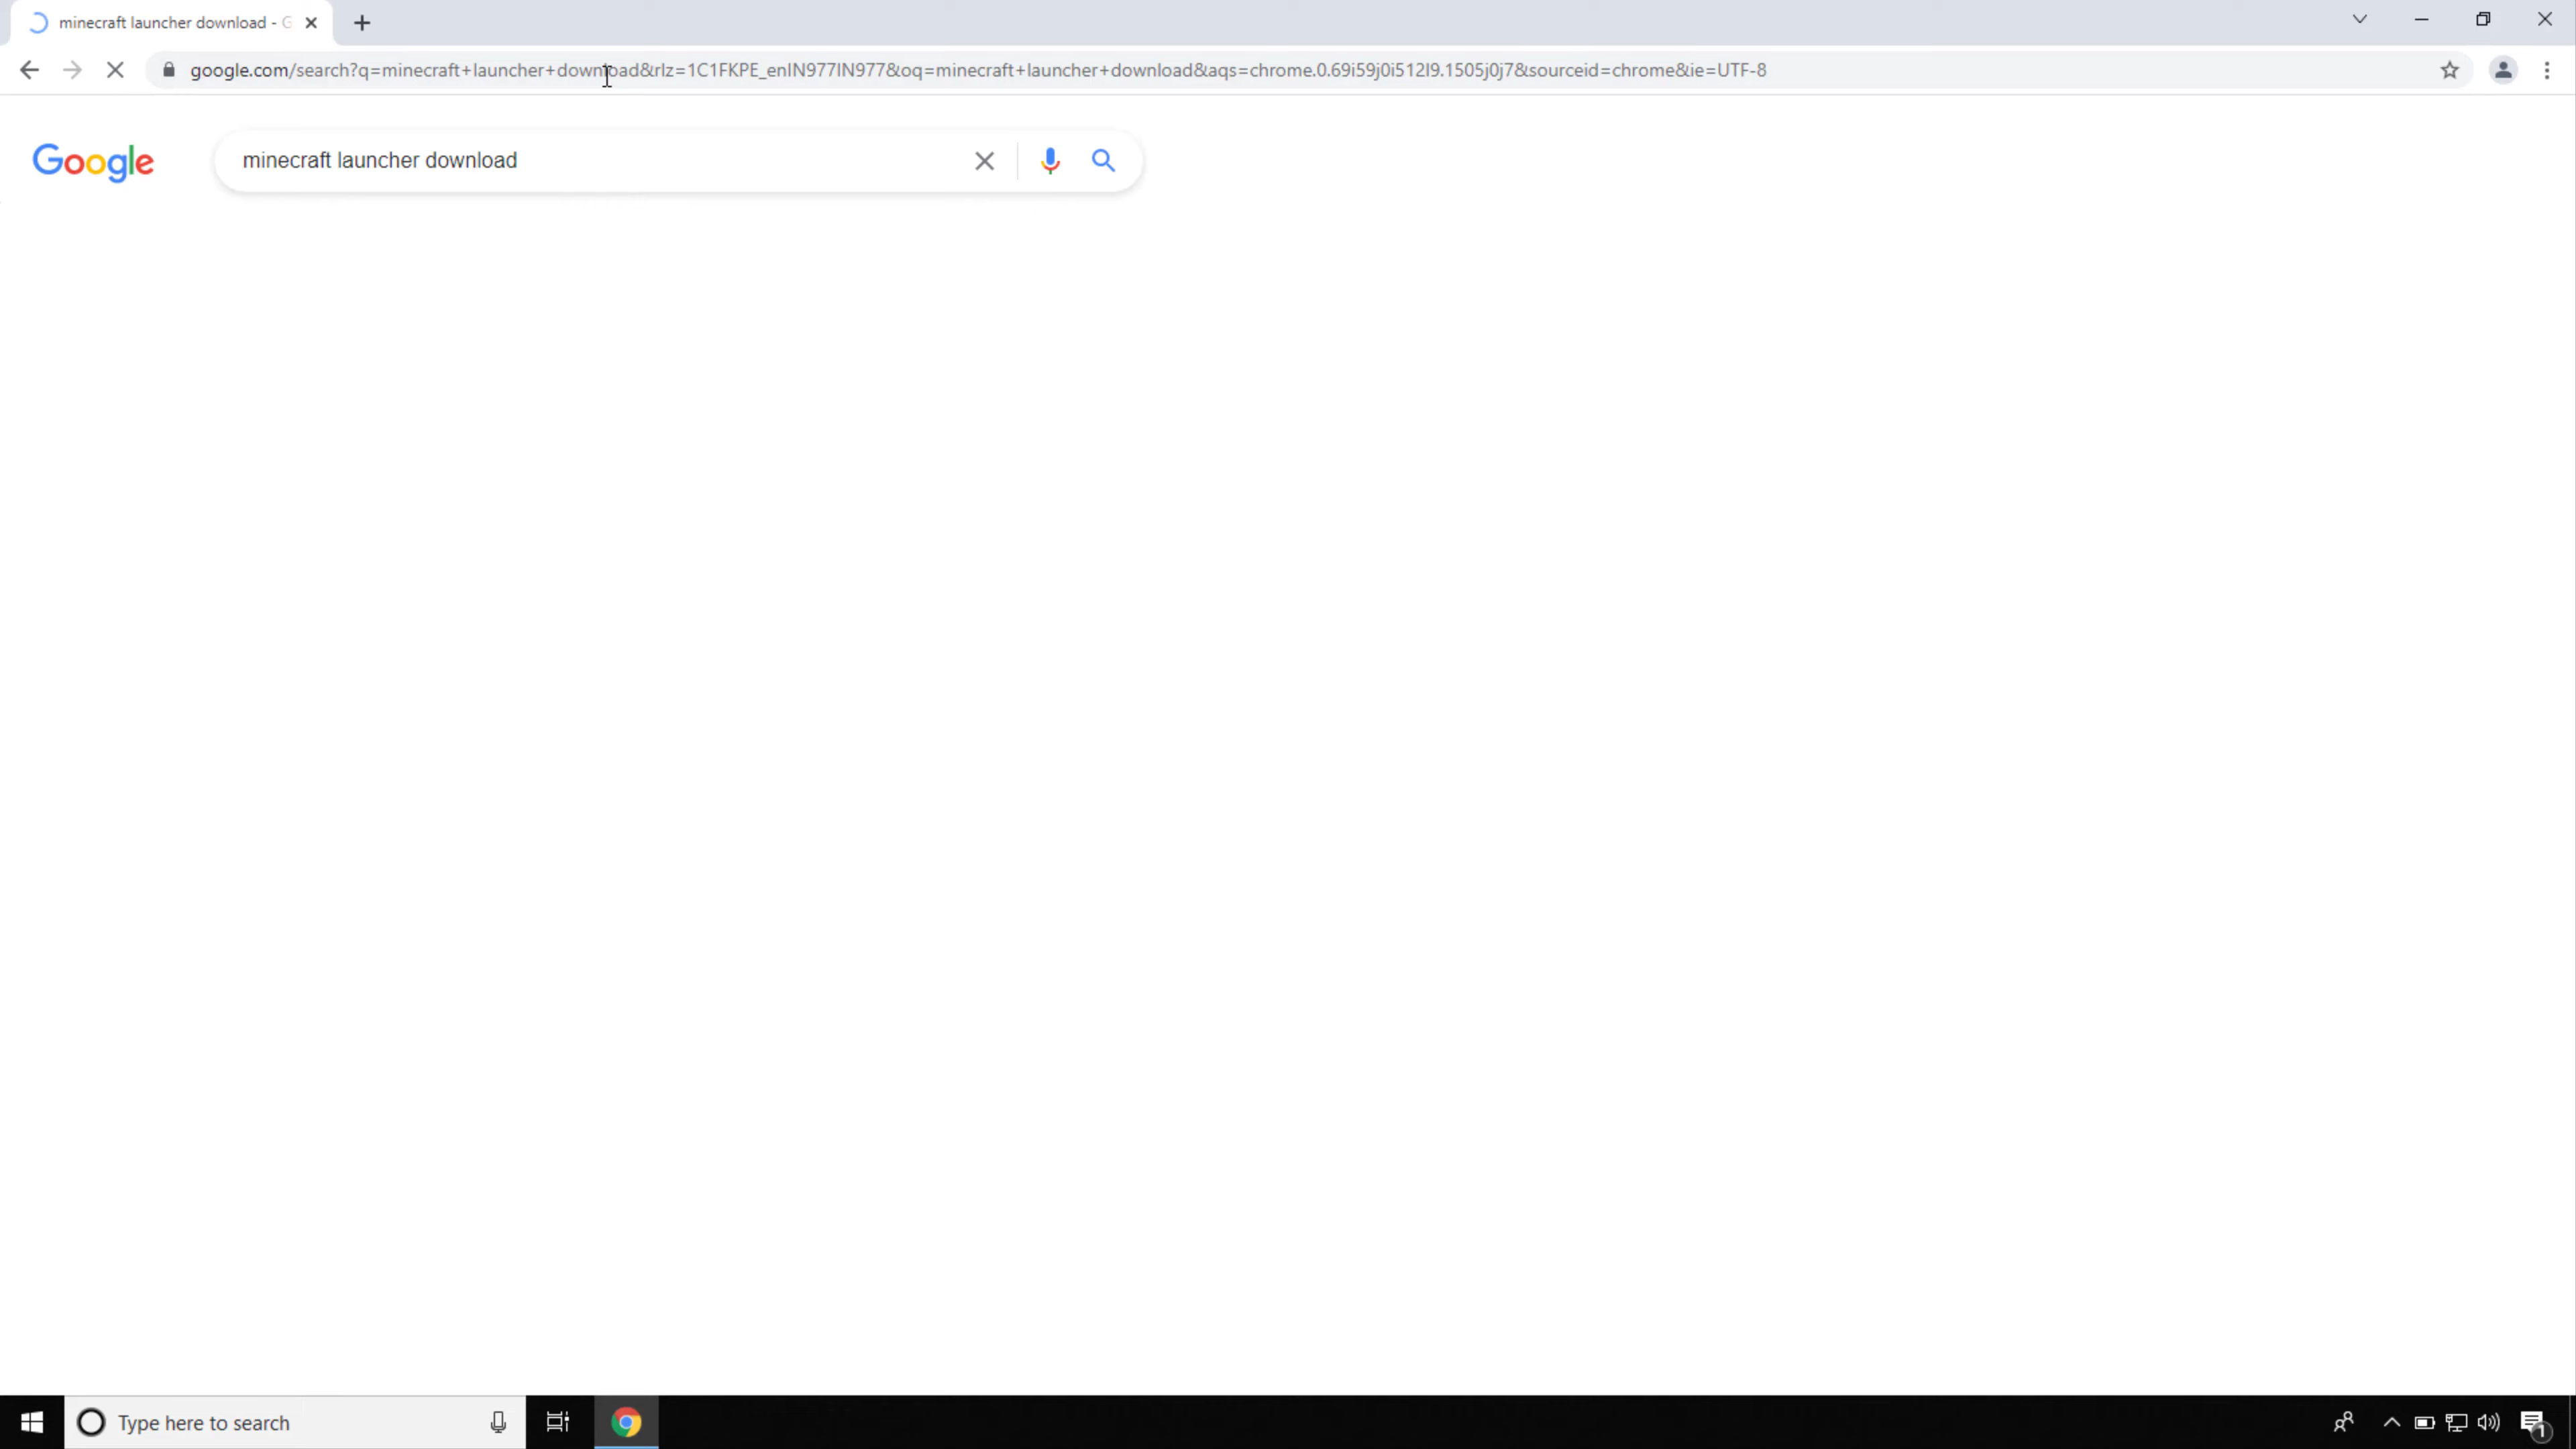 minecraft launcher download - G
google.com/search?q=minecraft+launcher+download&rlz=1C1FKPE_enIN977IN977&oq=minecraft+launcher+download&aqs=chrome.0.69i59j0i512l9.1505j0j7&sourceid=chrome&ie=UTF-8
Google
minecraft launcher download
Type here to search
1